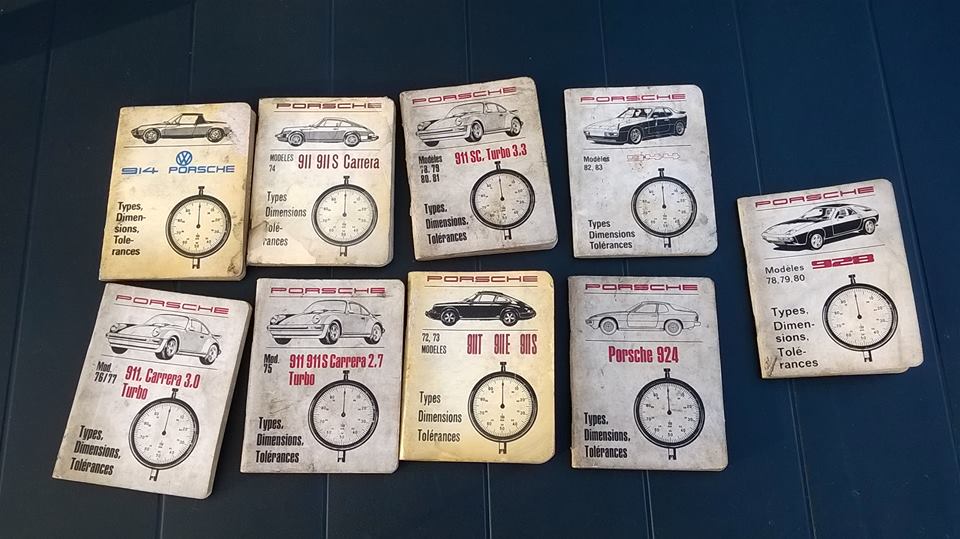 914 PORSCHE
Types,
Dimen-
sions,
Tole-
rances
PORSCHE
MODELES
74
911 911 S Carrera
Types
Dimensions
Tolé-
rances
PORSCHE
Modèles
78.79
80.81
911 SC, Turbo 3.3
Types,
Dimensions,
Tolérances
PORSCHE
Modèles
82, 83
Types
Dimensions
Tolérances
PORSCHE
Modèles
78,79,80
928
Types,
Dimen-
sions,
Tolé-
rances
PORSCHE
Mod.
76/77
911, Carrera 3.0
Turbo
Types,
Dimensions,
Tolérances
PORSCHE
Mod.
75
911 911 S Carrera 2.7
Turbo
Types,
Dimensions,
Tolérances
PORSCHE
72, 73
MODELES
911T 911E 911S
Types
Dimensions
Tolérances
PORSCHE
Porsche 924
Types,
Dimensions,
Tolérances